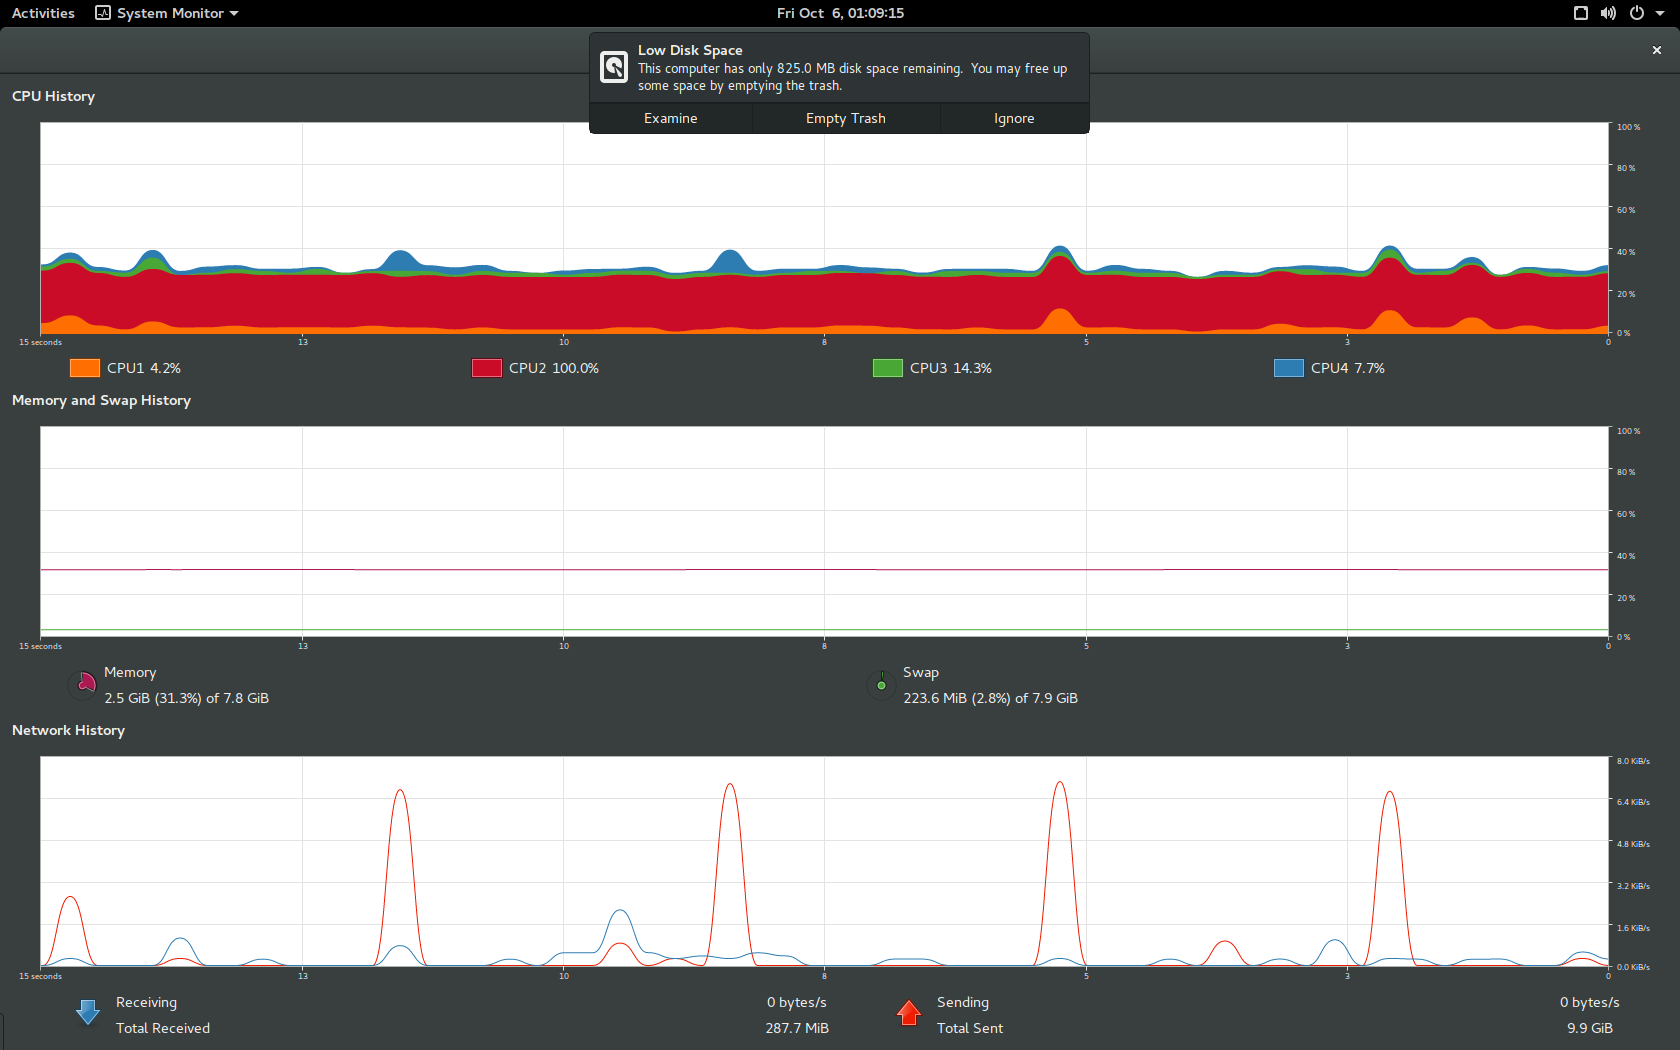 Activities
System Monitor
Fri Oct  6, 01:09:15
Low Disk Space
This computer has only 825.0 MB disk space remaining.  You may free up
some space by emptying the trash.
Examine
Empty Trash
Ignore
CPU History
100 %
80 %
60 %
40 %
20 %
0 %
15 seconds
13
10
8
5
3
0
CPU1 4.2%
CPU2 100.0%
CPU3 14.3%
CPU4 7.7%
Memory and Swap History
100 %
80 %
60 %
40 %
20 %
0 %
15 seconds
13
10
8
5
3
0
Memory
2.5 GiB (31.3%) of 7.8 GiB
Swap
223.6 MiB (2.8%) of 7.9 GiB
Network History
8.0 KiB/s
6.4 KiB/s
4.8 KiB/s
3.2 KiB/s
1.6 KiB/s
0.0 KiB/s
15 seconds
13
10
8
5
3
0
Receiving
0 bytes/s
Total Received
287.7 MiB
Sending
0 bytes/s
Total Sent
9.9 GiB